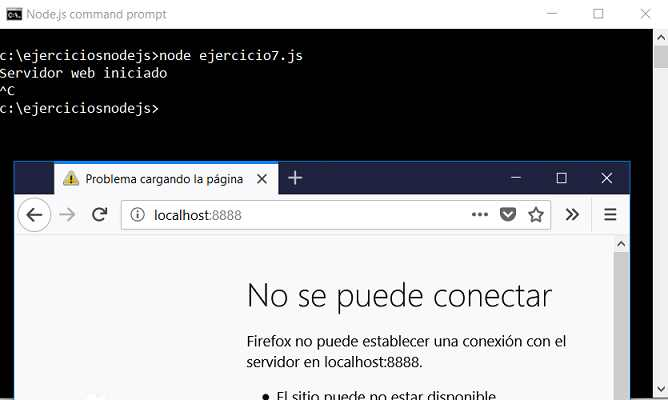 Node.js command prompt
c:\ejerciciosnodejs>node ejercicio7.js
Servidor web iniciado
^C
c:\ejerciciosnodejs>
Problema cargando la página
localhost:8888
No se puede conectar
Firefox no puede establecer una conexión con el
servidor en localhost:8888.
• El sitio puede no estar disponible